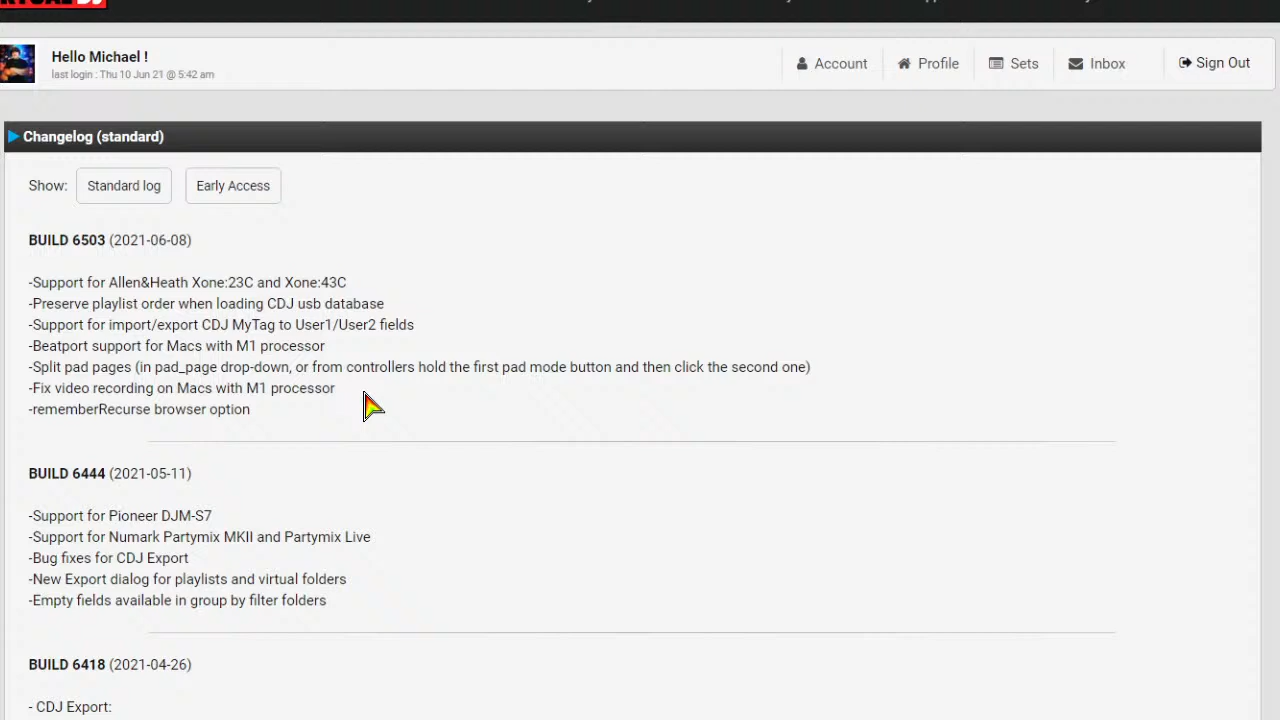 Hello Michael !
last login : Thu 10 Jun 21 @ 5:42 am
Account
Profile
Sets
Inbox
Sign Out
Changelog (standard)
Show: Standard log Early Access
BUILD 6503 (2021-06-08)
-Support for Allen&Heath Xone:23C and Xone:43C
-Preserve playlist order when loading CDJ usb database
-Support for import/export CDJ MyTag to User1/User2 fields
-Beatport support for Macs with M1 processor
-Split pad pages (in pad_page drop-down, or from controllers hold the first pad mode button and then click the second one)
-Fix video recording on Macs with M1 processor
-rememberRecurse browser option
BUILD 6444 (2021-05-11)
-Support for Pioneer DJM-S7
-Support for Numark Partymix MKII and Partymix Live
-Bug fixes for CDJ Export
-New Export dialog for playlists and virtual folders
-Empty fields available in group by filter folders
BUILD 6418 (2021-04-26)
- CDJ Export: